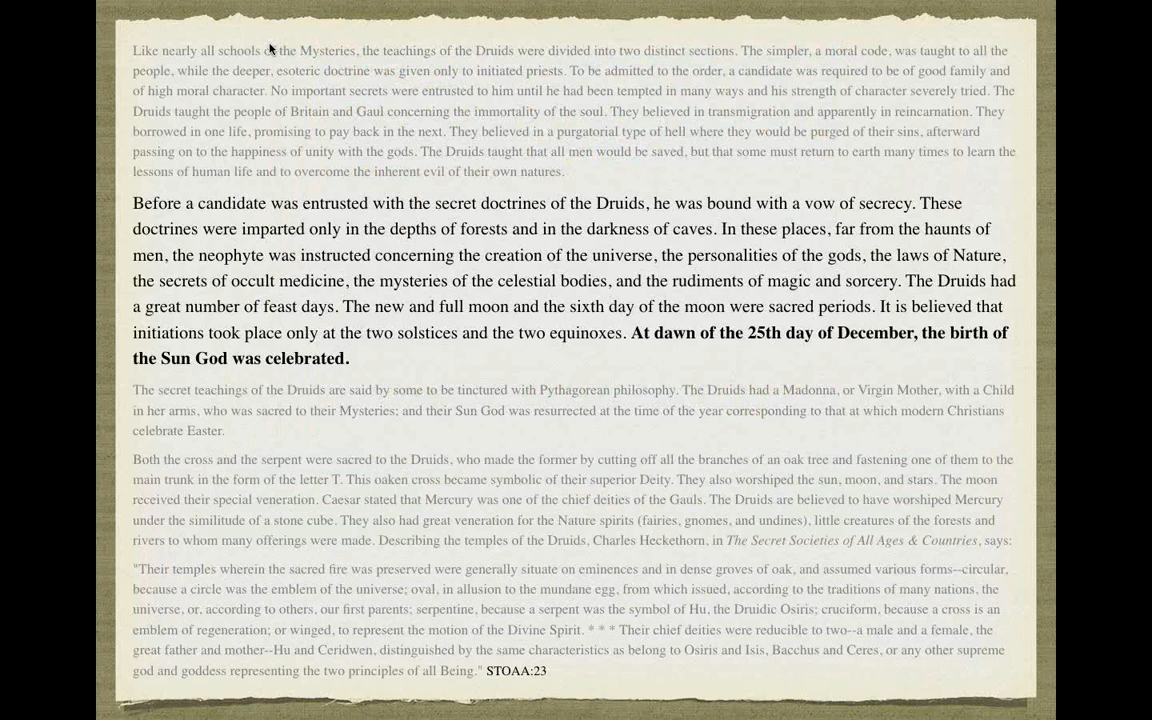 Like nearly all schools of the Mysteries, the teachings of the Druids were divided into two distinct sections. The simpler, a moral code, was taught to all the
people, while the deeper, esoteric doctrine was given only to initiated priests. To be admitted to the order, a candidate was required to be of good family and
of high moral character. No important secrets were entrusted to him until he had been tempted in many ways and his strength of character severely tried. The
Druids taught the people of Britain and Gaul concerning the immortality of the soul. They believed in transmigration and apparently in reincarnation. They
borrowed in one life, promising to pay back in the next. They believed in a purgatorial type of hell where they would be purged of their sins, afterward
passing on to the happiness of unity with the gods. The Druids taught that all men would be saved, but that some must return to earth many times to learn the
lessons of human life and to overcome the inherent evil of their own natures.
Before a candidate was entrusted with the secret doctrines of the Druids, he was bound with a vow of secrecy. These
doctrines were imparted only in the depths of forests and in the darkness of caves. In these places, far from the haunts of
men, the neophyte was instructed concerning the creation of the universe, the personalities of the gods, the laws of Nature,
the secrets of occult medicine, the mysteries of the celestial bodies, and the rudiments of magic and sorcery. The Druids had
a great number of feast days. The new and full moon and the sixth day of the moon were sacred periods. It is believed that
initiations took place only at the two solstices and the two equinoxes. At dawn of the 25th day of December, the birth of
the Sun God was celebrated.
The secret teachings of the Druids are said by some to be tinctured with Pythagorean philosophy. The Druids had a Madonna, or Virgin Mother, with a Child
in her arms, who was sacred to their Mysteries; and their Sun God was resurrected at the time of the year corresponding to that at which modern Christians
celebrate Easter.
Both the cross and the serpent were sacred to the Druids, who made the former by cutting off all the branches of an oak tree and fastening one of them to the
main trunk in the form of the letter T. This oaken cross became symbolic of their superior Deity. They also worshiped the sun, moon, and stars. The moon
received their special veneration. Caesar stated that Mercury was one of the chief deities of the Gauls. The Druids are believed to have worshiped Mercury
under the similitude of a stone cube. They also had great veneration for the Nature spirits (fairies, gnomes, and undines), little creatures of the forests and
rivers to whom many offerings were made. Describing the temples of the Druids, Charles Heckethorn, in The Secret Societies of All Ages & Countries, says:
"Their temples wherein the sacred fire was preserved were generally situate on eminences and in dense groves of oak, and assumed various forms--circular,
because a circle was the emblem of the universe; oval, in allusion to the mundane egg, from which issued, according to the traditions of many nations, the
universe, or, according to others, our first parents; serpentine, because a serpent was the symbol of Hu, the Druidic Osiris; cruciform, because a cross is an
emblem of regeneration; or winged, to represent the motion of the Divine Spirit. * * * Their chief deities were reducible to two--a male and a female, the
great father and mother--Hu and Ceridwen, distinguished by the same characteristics as belong to Osiris and Isis, Bacchus and Ceres, or any other supreme
god and goddess representing the two principles of all Being." STOAA:23